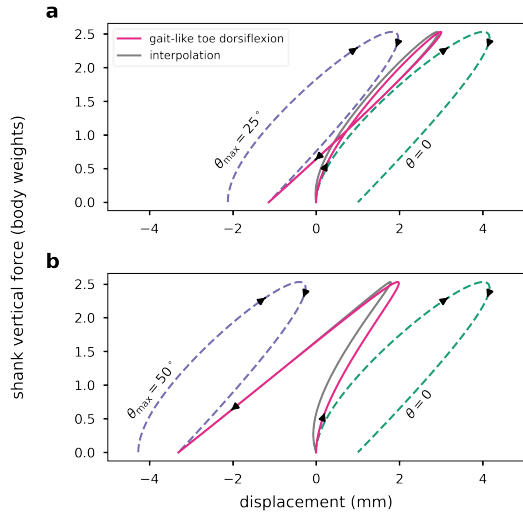 a
gait-like toe dorsiflexion
interpolation
2.5
2.0
1.5
1.0
0.5
0.0
θmax = 25°
θ = 0
−4
−2
0
2
4
b
2.5
2.0
1.5
1.0
0.5
0.0
θmax = 50°
θ = 0
−4
−2
0
2
4
shank vertical force (body weights)
displacement (mm)